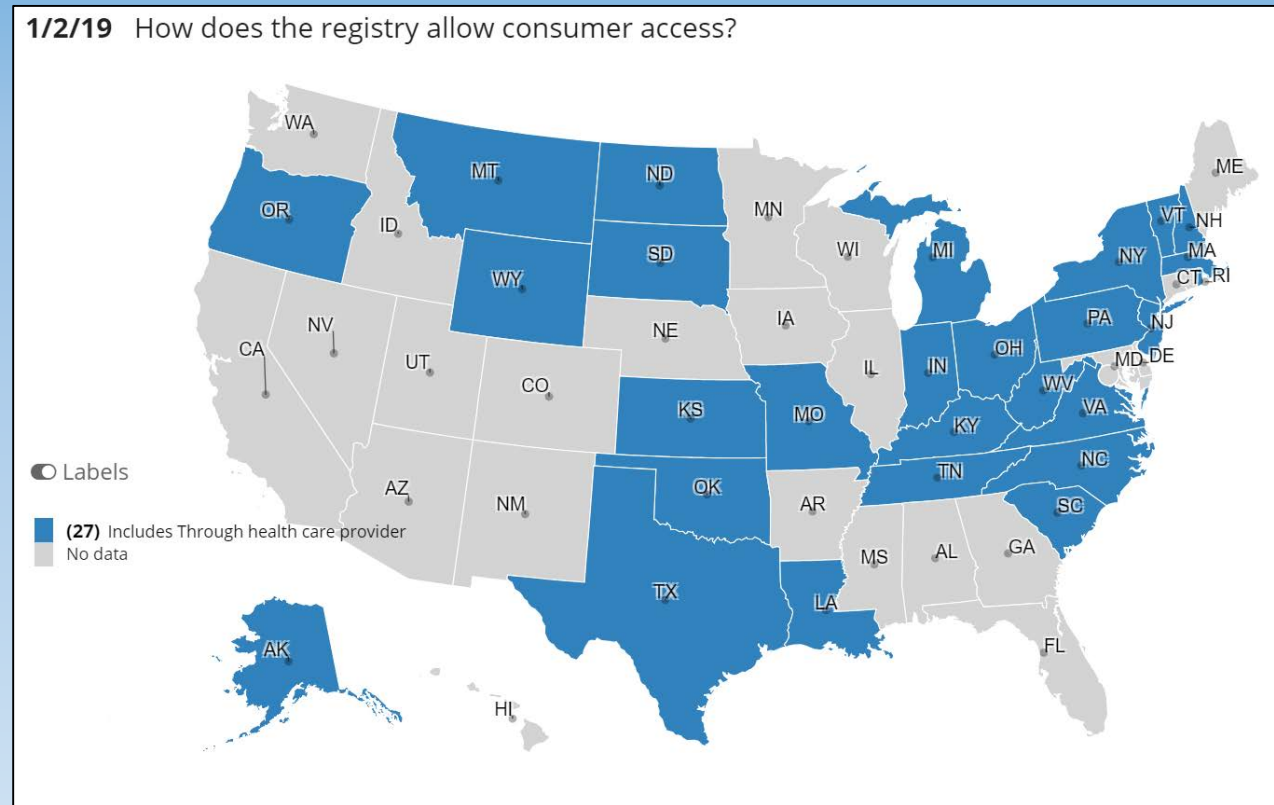 1/2/19 How does the registry allow consumer access?
WA
ME
MT
ND
MN
OR
ID
VT
NH
WI
MI
SD
NY
MA
WY
CT
RI
IA
PA
NJ
NE
NV
OH
CA
UT
IL
IN
MD
DE
CO
WV
KS
MO
VA
KY
NC
TN
Labels
AZ
OK
NM
AR
SC
(27) Includes Through health care provider
No data
MS
AL
GA
TX
LA
AK
FL
HI